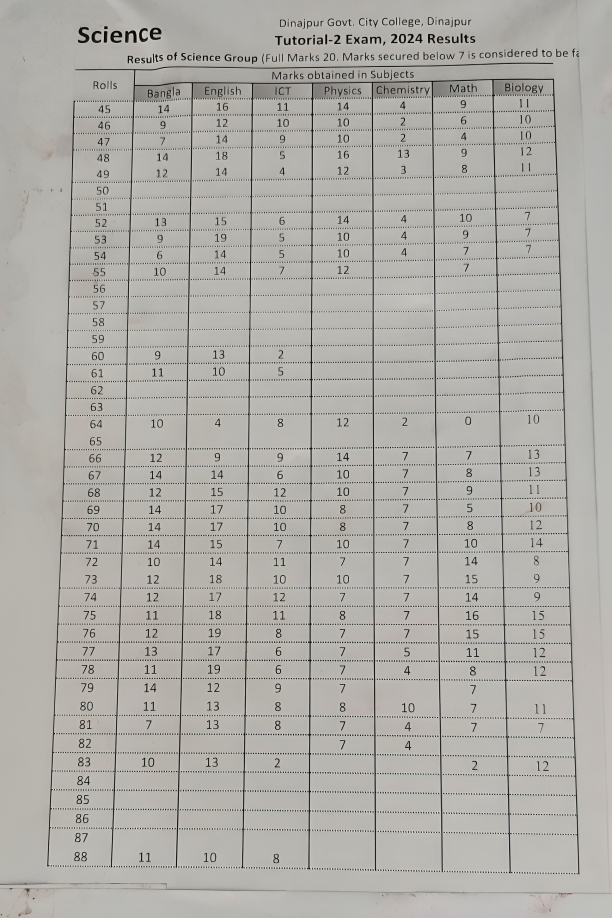 Science
Dinajpur Govt. City College, Dinajpur
Tutorial-2 Exam, 2024 Results
Results of Science Group (Full Marks 20. Marks secured below 7 is considered to be fa
Rolls Marks obtained in Subjects
Bangla English ICT Physics Chemistry Math Biology
45 14 16 11 14 4 9 11
46 9 12 10 10 2 6 10
47 7 14 9 10 2 4 10
48 14 18 5 16 13 9 12
49 12 14 4 12 3 8 11
50
51
52 13 15 6 14 4 10 7
53 9 19 5 10 4 9 7
54 6 14 5 10 4 7 7
55 10 14 7 12 7
56
57
58
59
60 9 13 2
61 11 10 5
62
63
64 10 4 8 12 2 0 10
65
66 12 9 9 14 7 7 13
67 14 14 6 10 7 8 13
68 12 15 12 10 7 9 11
69 14 17 10 8 7 5 10
70 14 17 10 8 7 8 12
71 14 15 7 10 7 10 14
72 10 14 11 7 7 14 8
73 12 18 10 10 7 15 9
74 12 17 12 7 7 14 9
75 11 18 11 8 7 16 15
76 12 19 8 7 7 15 15
77 13 17 6 7 5 11 12
78 11 19 6 7 4 8 12
79 14 12 9 7 7
80 11 13 8 8 10 7 11
81 7 13 8 7 4 7 7
82 7 4
83 10 13 2 2 12
84
85
86
87
88 11 10 8